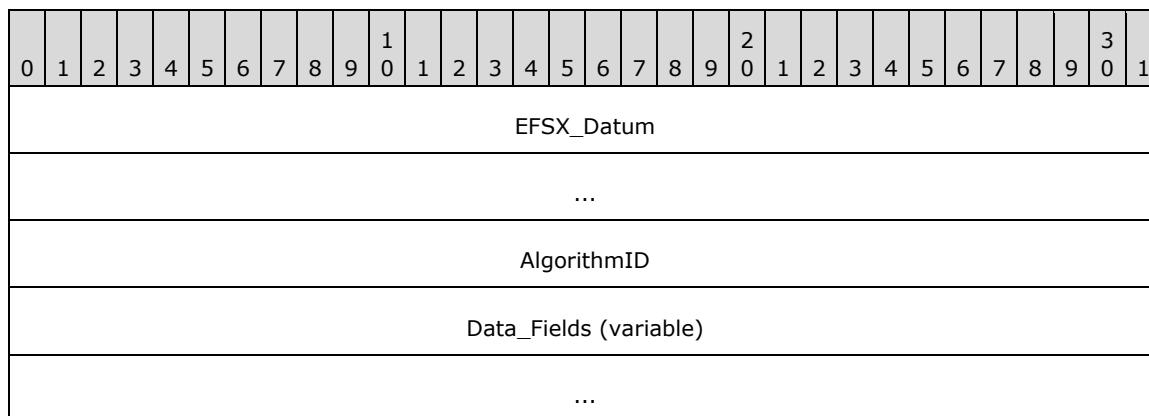 1 2 3
0 1 2 3 4 5 6 7 8 9 0 1 2 3 4 5 6 7 8 9 0 1 2 3 4 5 6 7 8 9 0 1
EFSX_Datum
...
AlgorithmID
Data_Fields (variable)
...